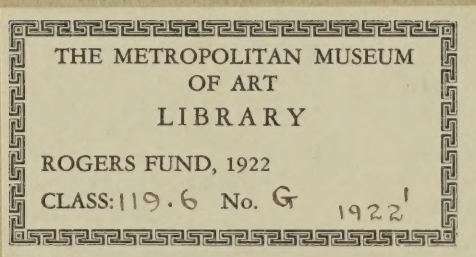 THE METROPOLITAN MUSEUM
OF ART
LIBRARY
ROGERS FUND, 1922
CLASS: 119.6 No. G 1922¹